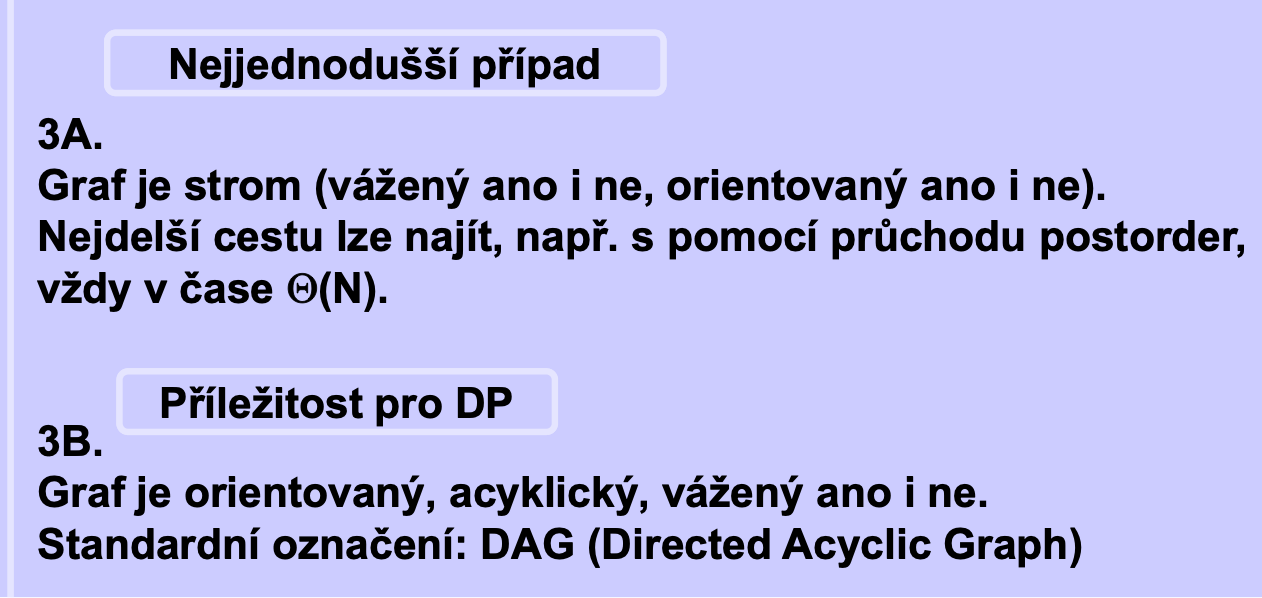 Nejjednodušší případ
3A.
Graf je strom (vážený ano i ne, orientovaný ano i ne).
Nejdelší cestu lze najít, např. s pomocí průchodu postorder,
vždy v čase Θ(N).
Příležitost pro DP
3B.
Graf je orientovaný, acyklický, vážený ano i ne.
Standardní označení: DAG (Directed Acyclic Graph)